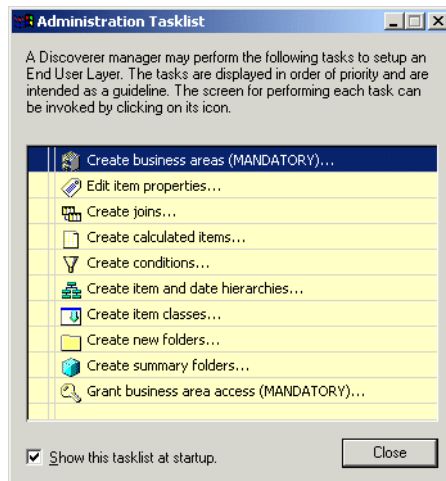 Administration Tasklist
A Discoverer manager may perform the following tasks to setup an
End User Layer. The tasks are displayed in order of priority and are
intended as a guideline. The screen for performing each task can
be invoked by clicking on its icon.
Create business areas (MANDATORY)...
Edit item properties...
Create joins...
Create calculated items...
Create conditions...
Create item and date hierarchies...
Create item classes...
Create new folders...
Create summary folders...
Grant business area access (MANDATORY)...
Show this tasklist at startup.
Close